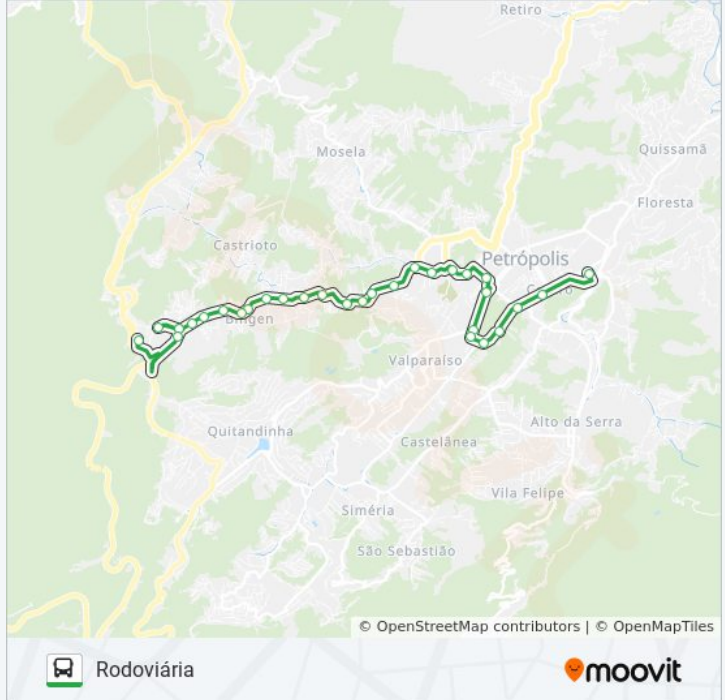 Retiro
Mosela
Quissamã
Floresta
Castrioto
Petrópolis
Bingen
Valparaíso
Alto da Serra
Quitandinha
Castelânea
Vila Felipe
Siméria
São Sebastião
© OpenStreetMap contributors | © OpenMapTiles
Rodoviária
moovit